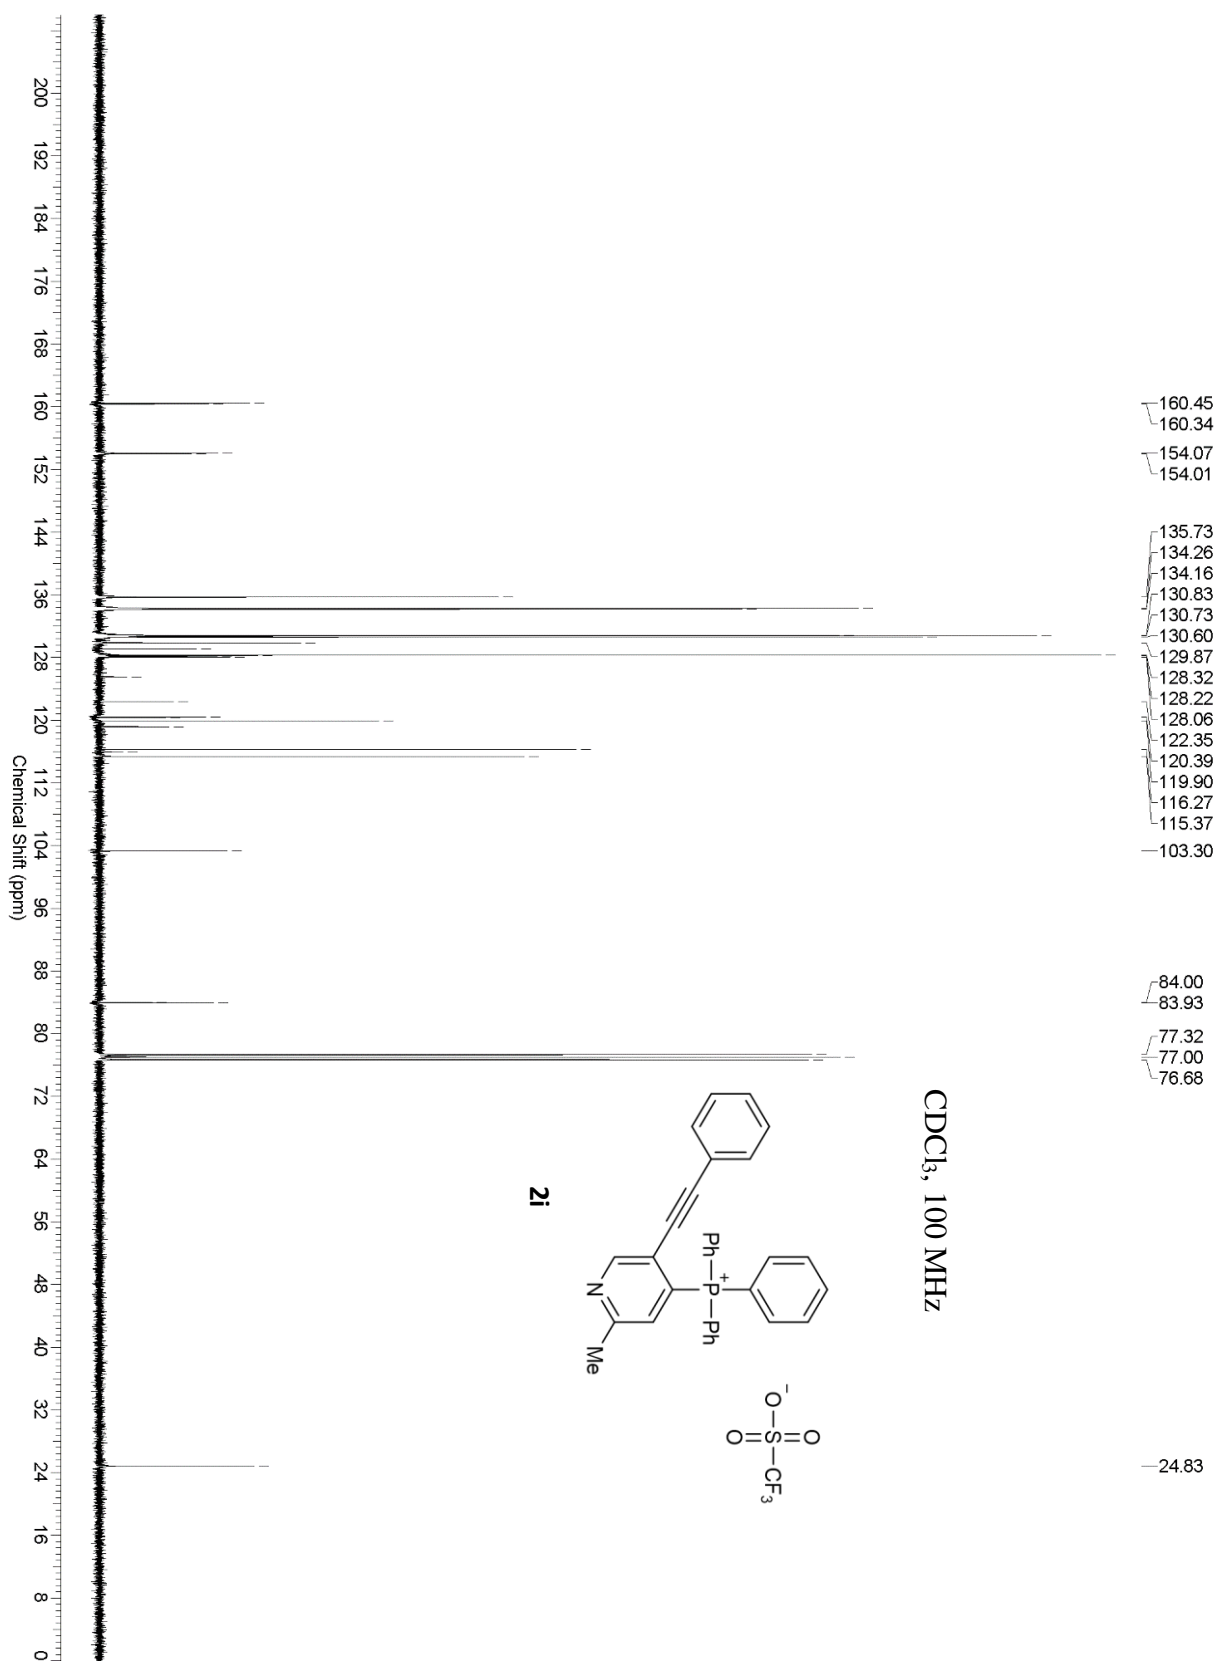 160.45
160.34
154.07
154.01
135.73
134.26
134.16
130.83
130.73
130.60
129.87
128.32
128.22
128.06
122.35
120.39
119.90
116.27
115.37
103.30
84.00
83.93
77.32
77.00
76.68
24.83
CDCl3, 100 MHz
Ph
P
+
Ph
N
Me
2i
−
O
S
O
O
CF3
200 192 184 176 168 160 152 144 136 128 120 112 104 96 88 80 72 64 56 48 40 32 24 16 8 0
Chemical Shift (ppm)